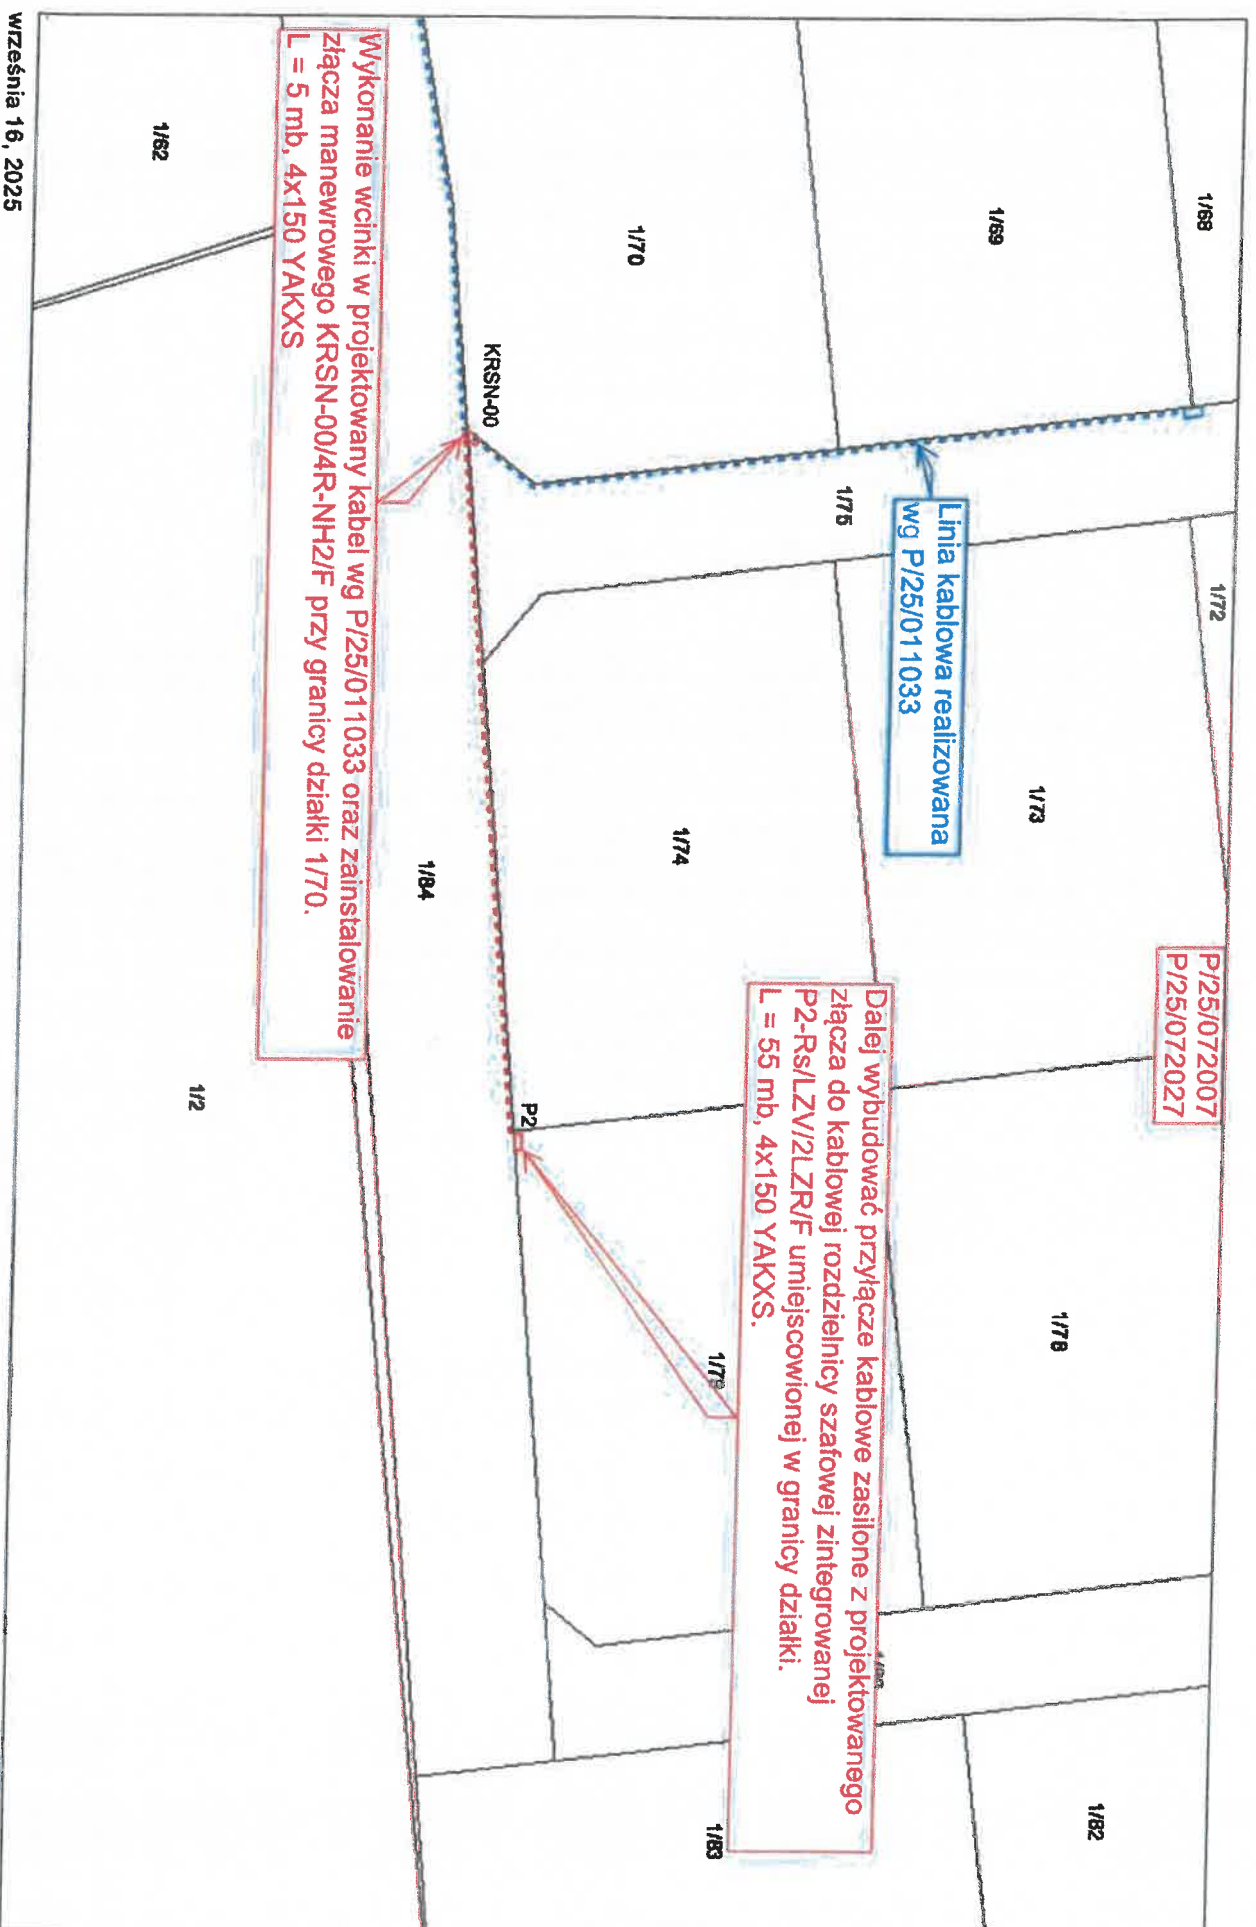 P/25/072007
P/25/072027
1/68
1/72
1/69
1/73
1/78
1/82
Linia kablowa realizowana
wg P/25/011033
1/75
Dalej wybudować przyłącze kablowe zasilone z projektowanego
złącza do kablowej rozdzielnicy szafowej zintegrowanej
P2-Rs/LZV/2LZR/F umiejscowionej w granicy działki.
L = 55 mb, 4x150 YAKXS.
1/70
1/74
1/79
1/83
KRSN-00
P2
1/84
Wykonanie wcinki w projektowany kabel wg P/25/011033 oraz zainstalowanie
złącza manewrowego KRSN-00/4R-NH2/F przy granicy działki 1/70.
L = 5 mb, 4x150 YAKXS
1/62
1/2
września 16, 2025